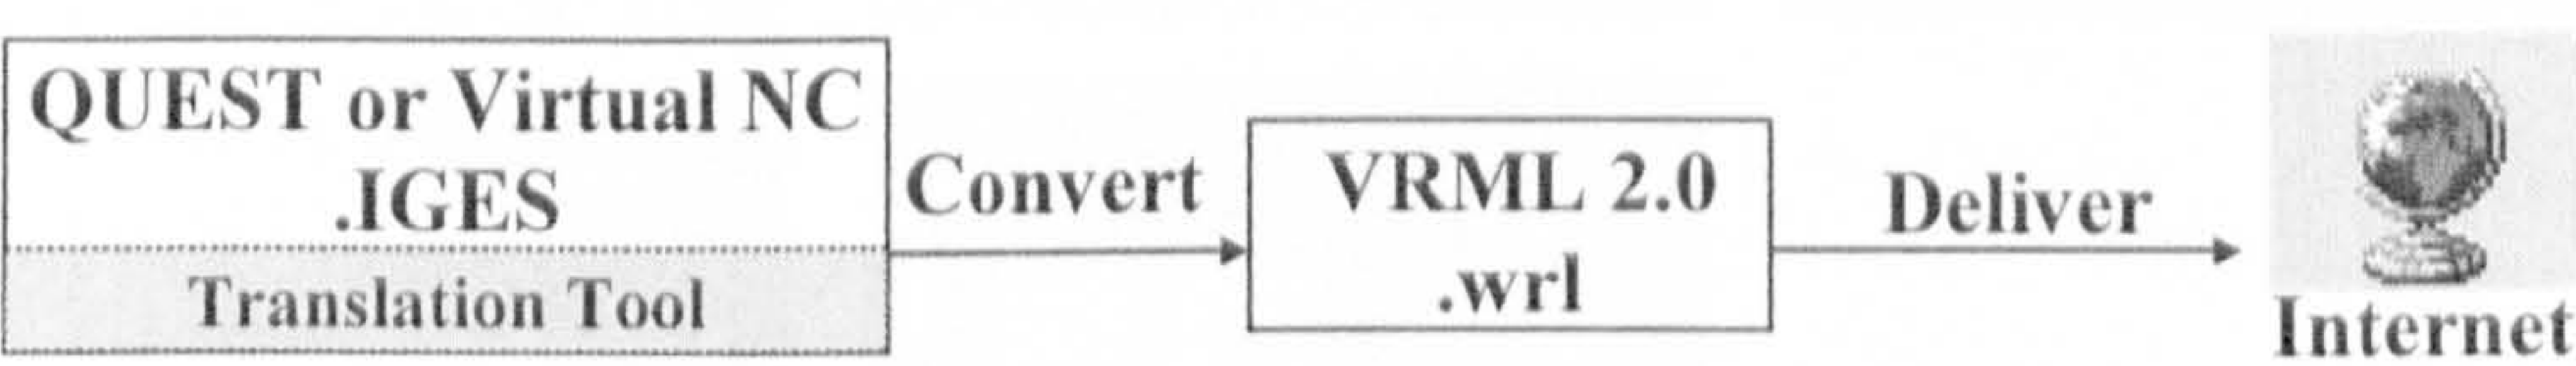 QUEST or Virtual NC
.IGES
Translation Tool
Convert
VRML 2.0
.wrl
Deliver
Internet